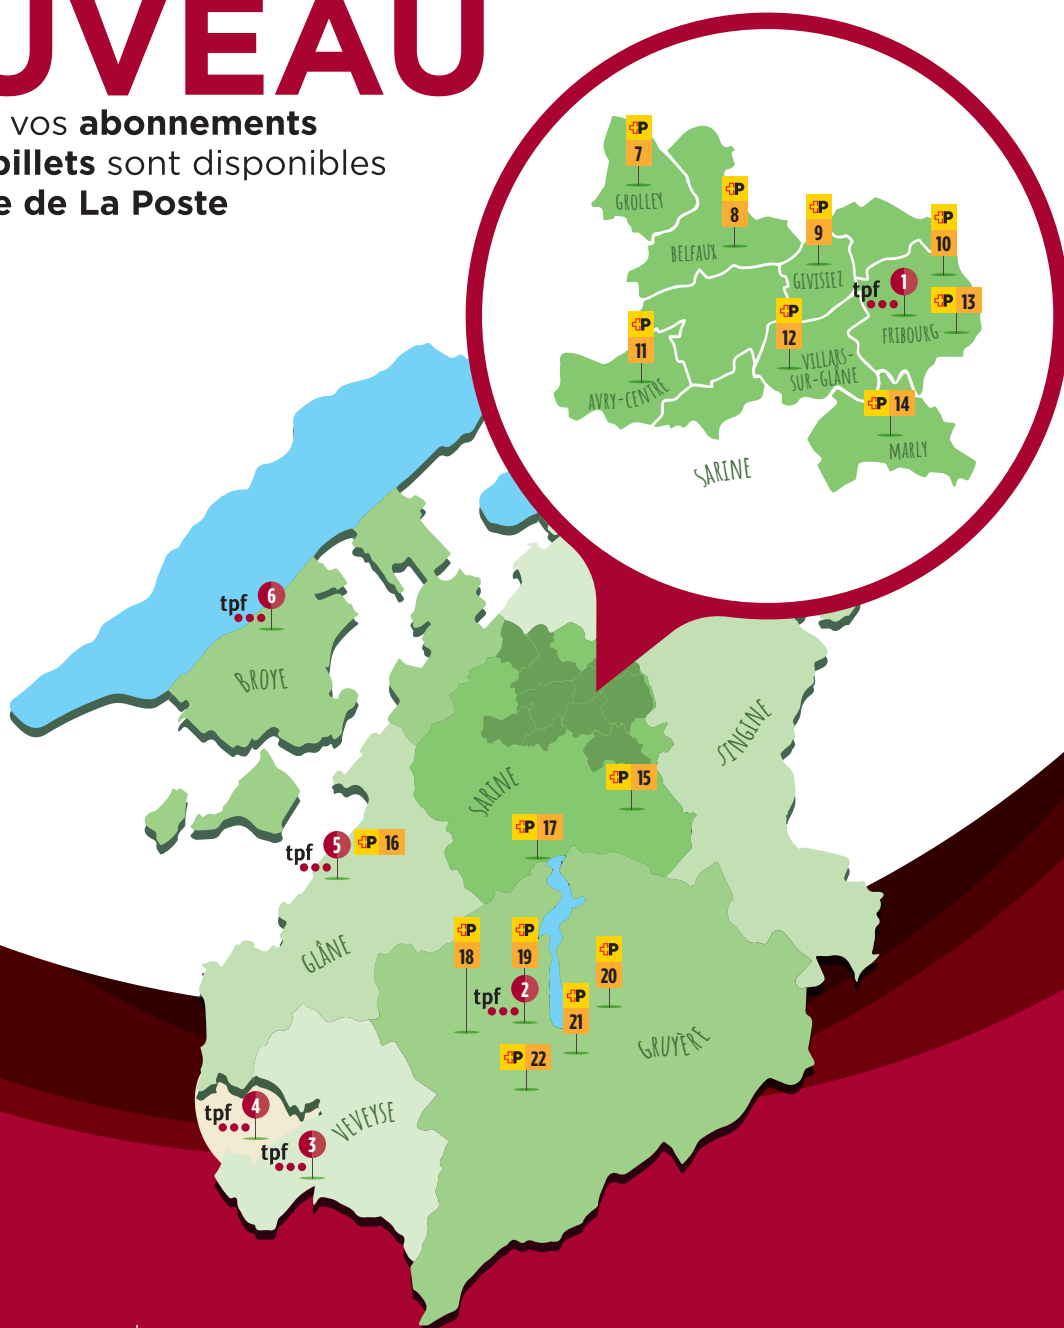 UVEAU
vos abonnements
billets sont disponibles
e de La Poste
P
7
GROLLEY
P
8
BELFAUX
P
9
GIVISIEZ
P
10
tpf
1
P 13
FRIBOURG
P
11
AVRY-CENTRE
P
12
VILLARS-
SUR-GLÂNE
P 14
MARLY
SARINE
tpf
6
BROYE
SINGINE
SARINE
P 15
P 17
tpf
5
P 16
GLÂNE
P
18
P
19
tpf
2
P
20
P
21
P 22
GRUYÈRE
tpf
4
VEVEYSE
tpf
3